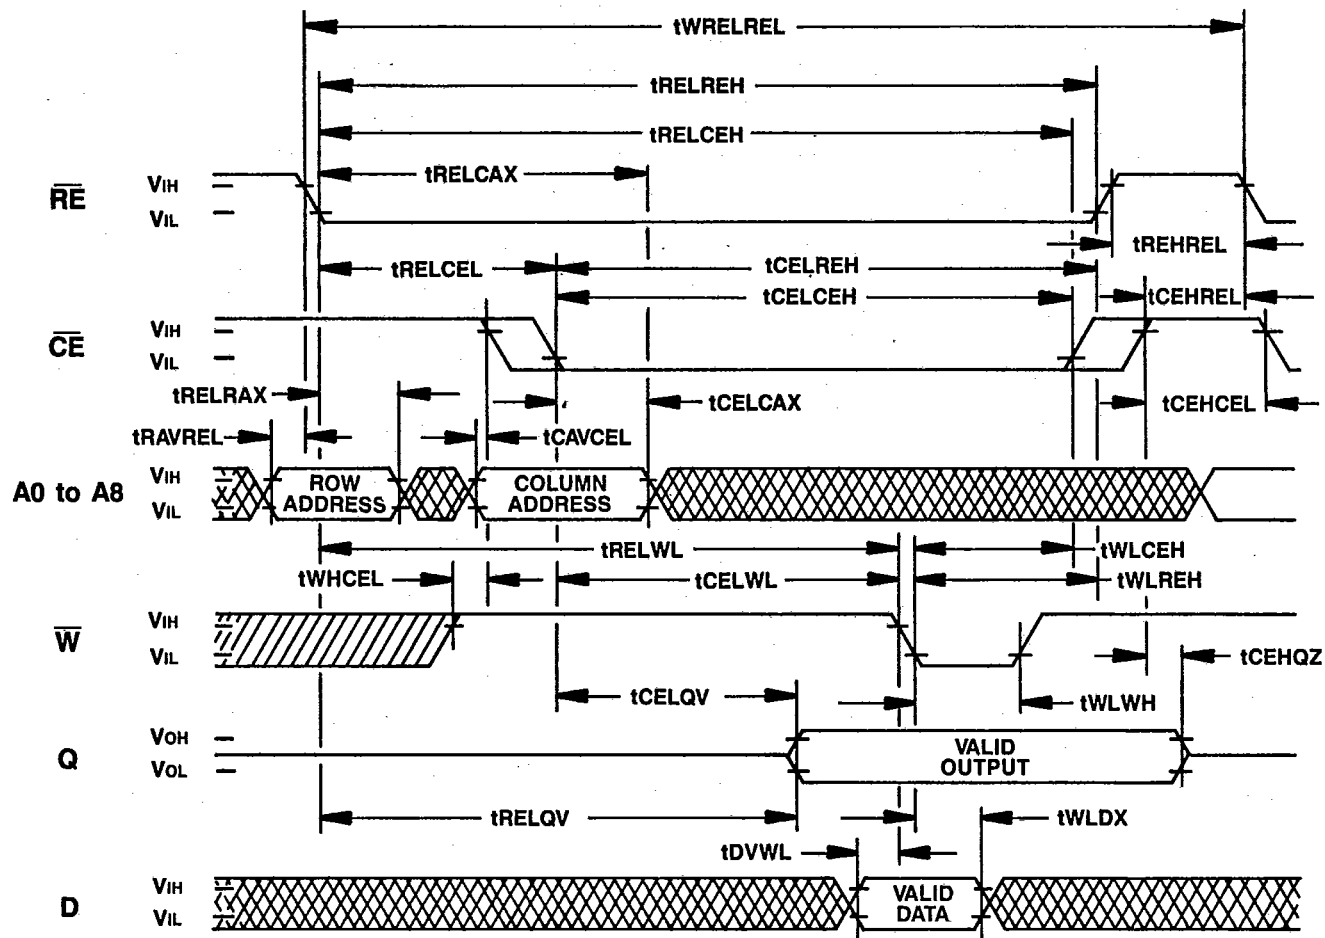 tWRELREL
tRELREH
tRELCEH
tRELCAX
RE
VIH
VIL
tREHREL
tRELCEL
tCELREH
tCELCEH
tCEHREL
CE
VIH
VIL
tRELRAX
tCELCAX
tCEHCEL
tRAVREL
tCAVCEL
A0 to A8
VIH
VIL
ROW
ADDRESS
COLUMN
ADDRESS
tRELWL
tWLCEH
tWHCEL
tCELWL
tWLREH
W
VIH
VIL
tCEHQZ
tCELQV
tWLWH
Q
VOH
VOL
VALID
OUTPUT
tRELQV
tWLDX
tDVWL
D
VIH
VIL
VALID
DATA